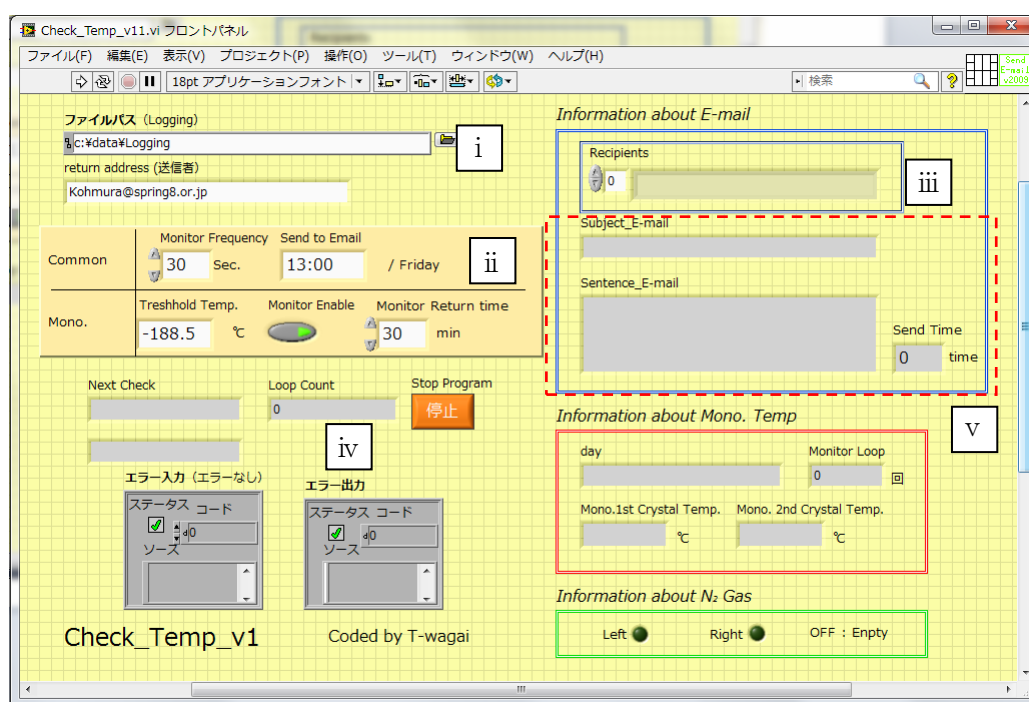 Check_Temp_v11.vi フロントパネル
ファイル(F) 編集(E) 表示(V) プロジェクト(P) 操作(O) ツール(T) ウィンドウ(W) ヘルプ(H)
18pt アプリケーションフォント
検索
Send
E-mail
v2009
ファイルパス (Logging)
c:¥data¥Logging
i
return address (送信者)
Kohmura@spring8.or.jp
Common
Monitor Frequency Send to Email
30 Sec. 13:00 / Friday
ii
Mono.
Treshhold Temp. Monitor Enable Monitor Return time
-188.5 ℃ 30 min
Next Check Loop Count Stop Program
0 停止
iv
エラー入力 (エラーなし)
ステータス コード
d0
ソース
エラー出力
ステータス コード
d0
ソース
Check_Temp_v1 Coded by T-wagai
Information about E-mail
Recipients
0
iii
Subject_E-mail
Sentence_E-mail
Send Time
0 time
v
Information about Mono. Temp
day Monitor Loop
0 回
Mono.1st Crystal Temp. Mono. 2nd Crystal Temp.
℃ ℃
Information about N₂ Gas
Left Right OFF : Enpty